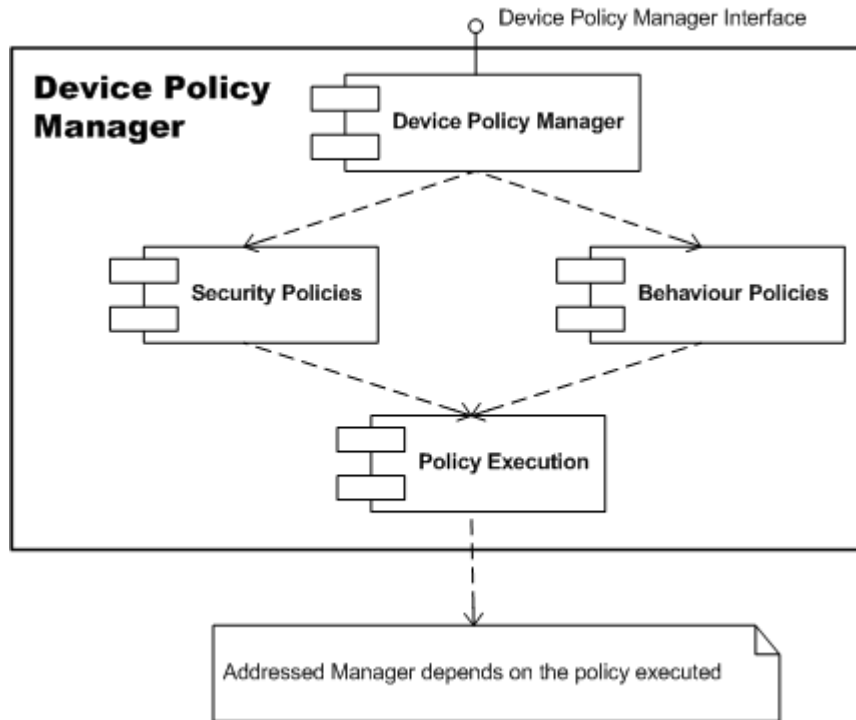 Device Policy Manager Interface
Device Policy
Manager
Device Policy Manager
Security Policies
Behaviour Policies
Policy Execution
Addressed Manager depends on the policy executed